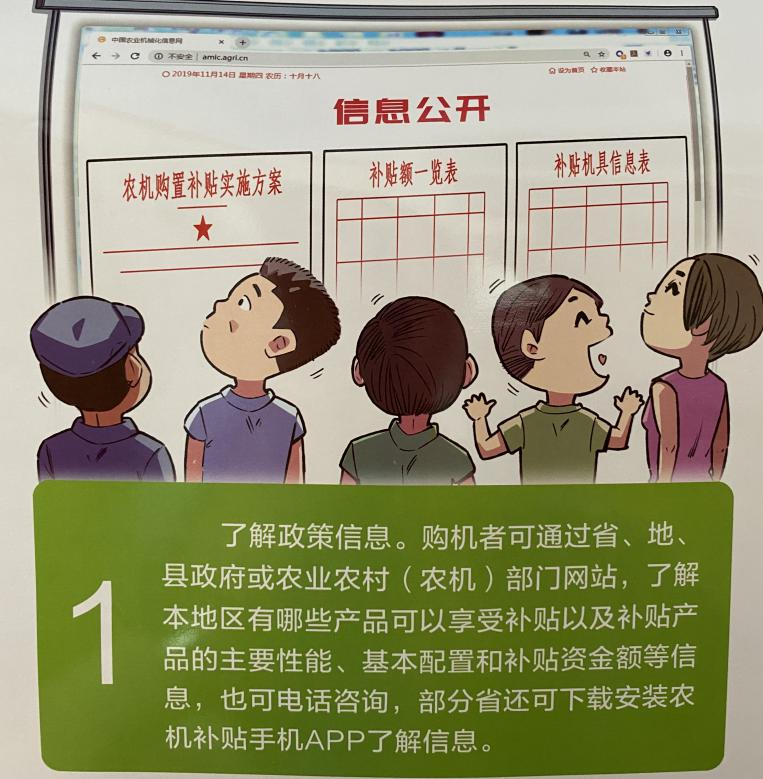 中国农业机械化信息网
不安全 | amic.agri.cn
2019年11月14日 星期四 农历：十月十八
设为首页 收藏本站
信息公开
农机购置补贴实施方案
补贴额一览表
补贴机具信息表
1
了解政策信息。购机者可通过省、地、
县政府或农业农村（农机）部门网站，了解
本地区有哪些产品可以享受补贴以及补贴产
品的主要性能、基本配置和补贴资金额等信
息，也可电话咨询，部分省还可下载安装农
机补贴手机APP了解信息。